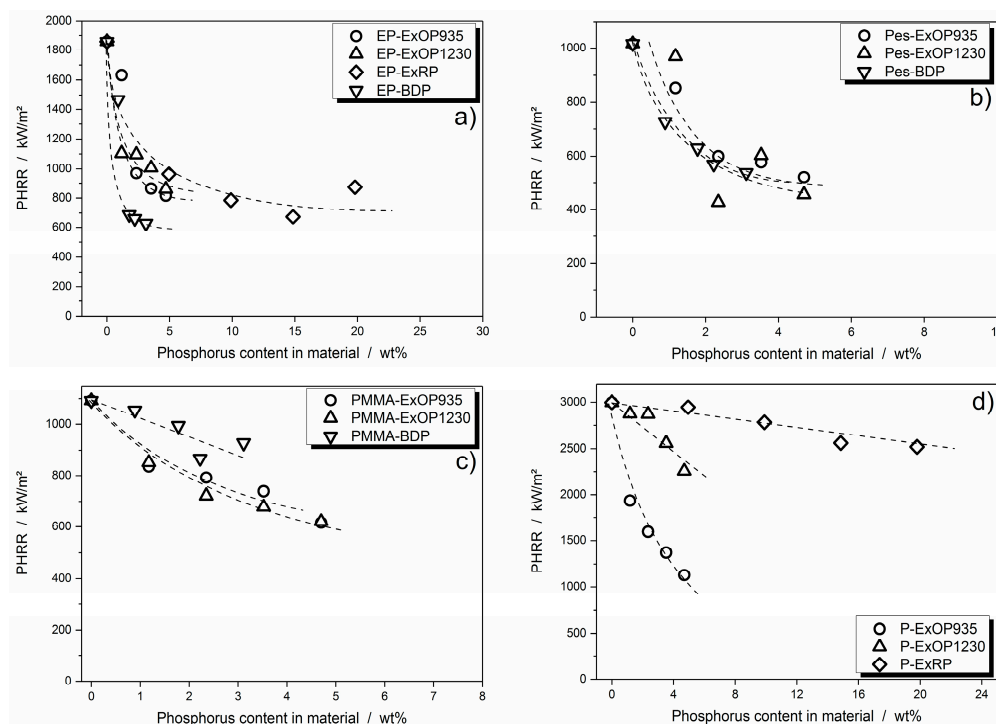 2000
1800
1600
1400
1200
1000
800
600
400
200
0
PHRR / kW/m²
EP-ExOP935
EP-ExOP1230
EP-ExRP
EP-BDP
a)
0 5 10 15 20 25 30
Phosphorus content in material / wt%
1000
800
600
400
200
0
PHRR / kW/m²
Pes-ExOP935
Pes-ExOP1230
Pes-BDP
b)
0 2 4 6 8 1
Phosphorus content in material / wt%
1000
800
600
400
200
0
PHRR / kW/m²
PMMA-ExOP935
PMMA-ExOP1230
PMMA-BDP
c)
0 1 2 3 4 5 6 7 8
Phosphorus content in material / wt%
3000
2500
2000
1500
1000
500
0
PHRR / kW/m²
d)
P-ExOP935
P-ExOP1230
P-ExRP
0 4 8 12 16 20 24
Phosphorus content in material / wt%